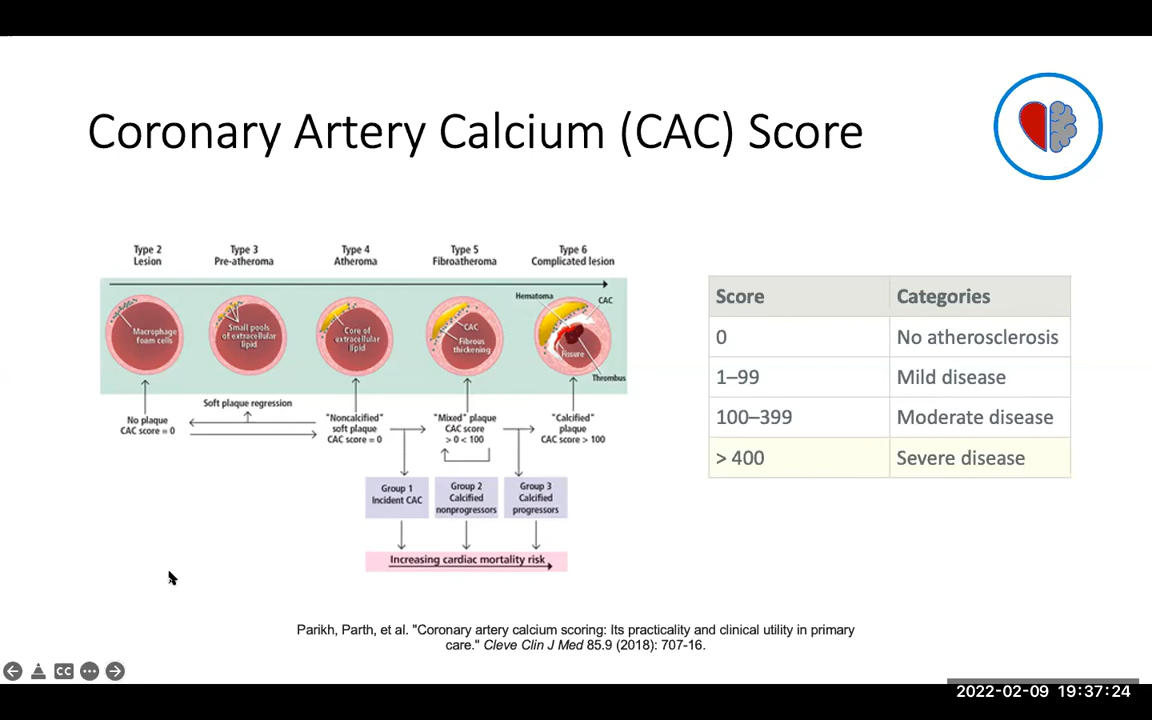 Coronary Artery Calcium (CAC) Score
Type 2
Lesion
Type 3
Pre-atheroma
Type 4
Atheroma
Type 5
Fibroatheroma
Type 6
Complicated lesion
Macrophage
foam cells
Small pools
of extracellular
lipid
Core of
extracellular
lipid
CAC
Fibrous
thickening
Hematoma
CAC
Fissure
Thrombus
No plaque
CAC score = 0
Soft plaque regression
"Noncalcified"
soft plaque
CAC score = 0
"Mixed" plaque
CAC score
> 0 < 100
"Calcified"
plaque
CAC score > 100
Group 1
Incident CAC
Group 2
Calcified
nonprogressors
Group 3
Calcified
progressors
Increasing cardiac mortality risk
Score Categories
0 No atherosclerosis
1–99 Mild disease
100–399 Moderate disease
> 400 Severe disease
Parikh, Parth, et al. "Coronary artery calcium scoring: Its practicality and clinical utility in primary
care." Cleve Clin J Med 85.9 (2018): 707-16.
CC
2022-02-09 19:37:24